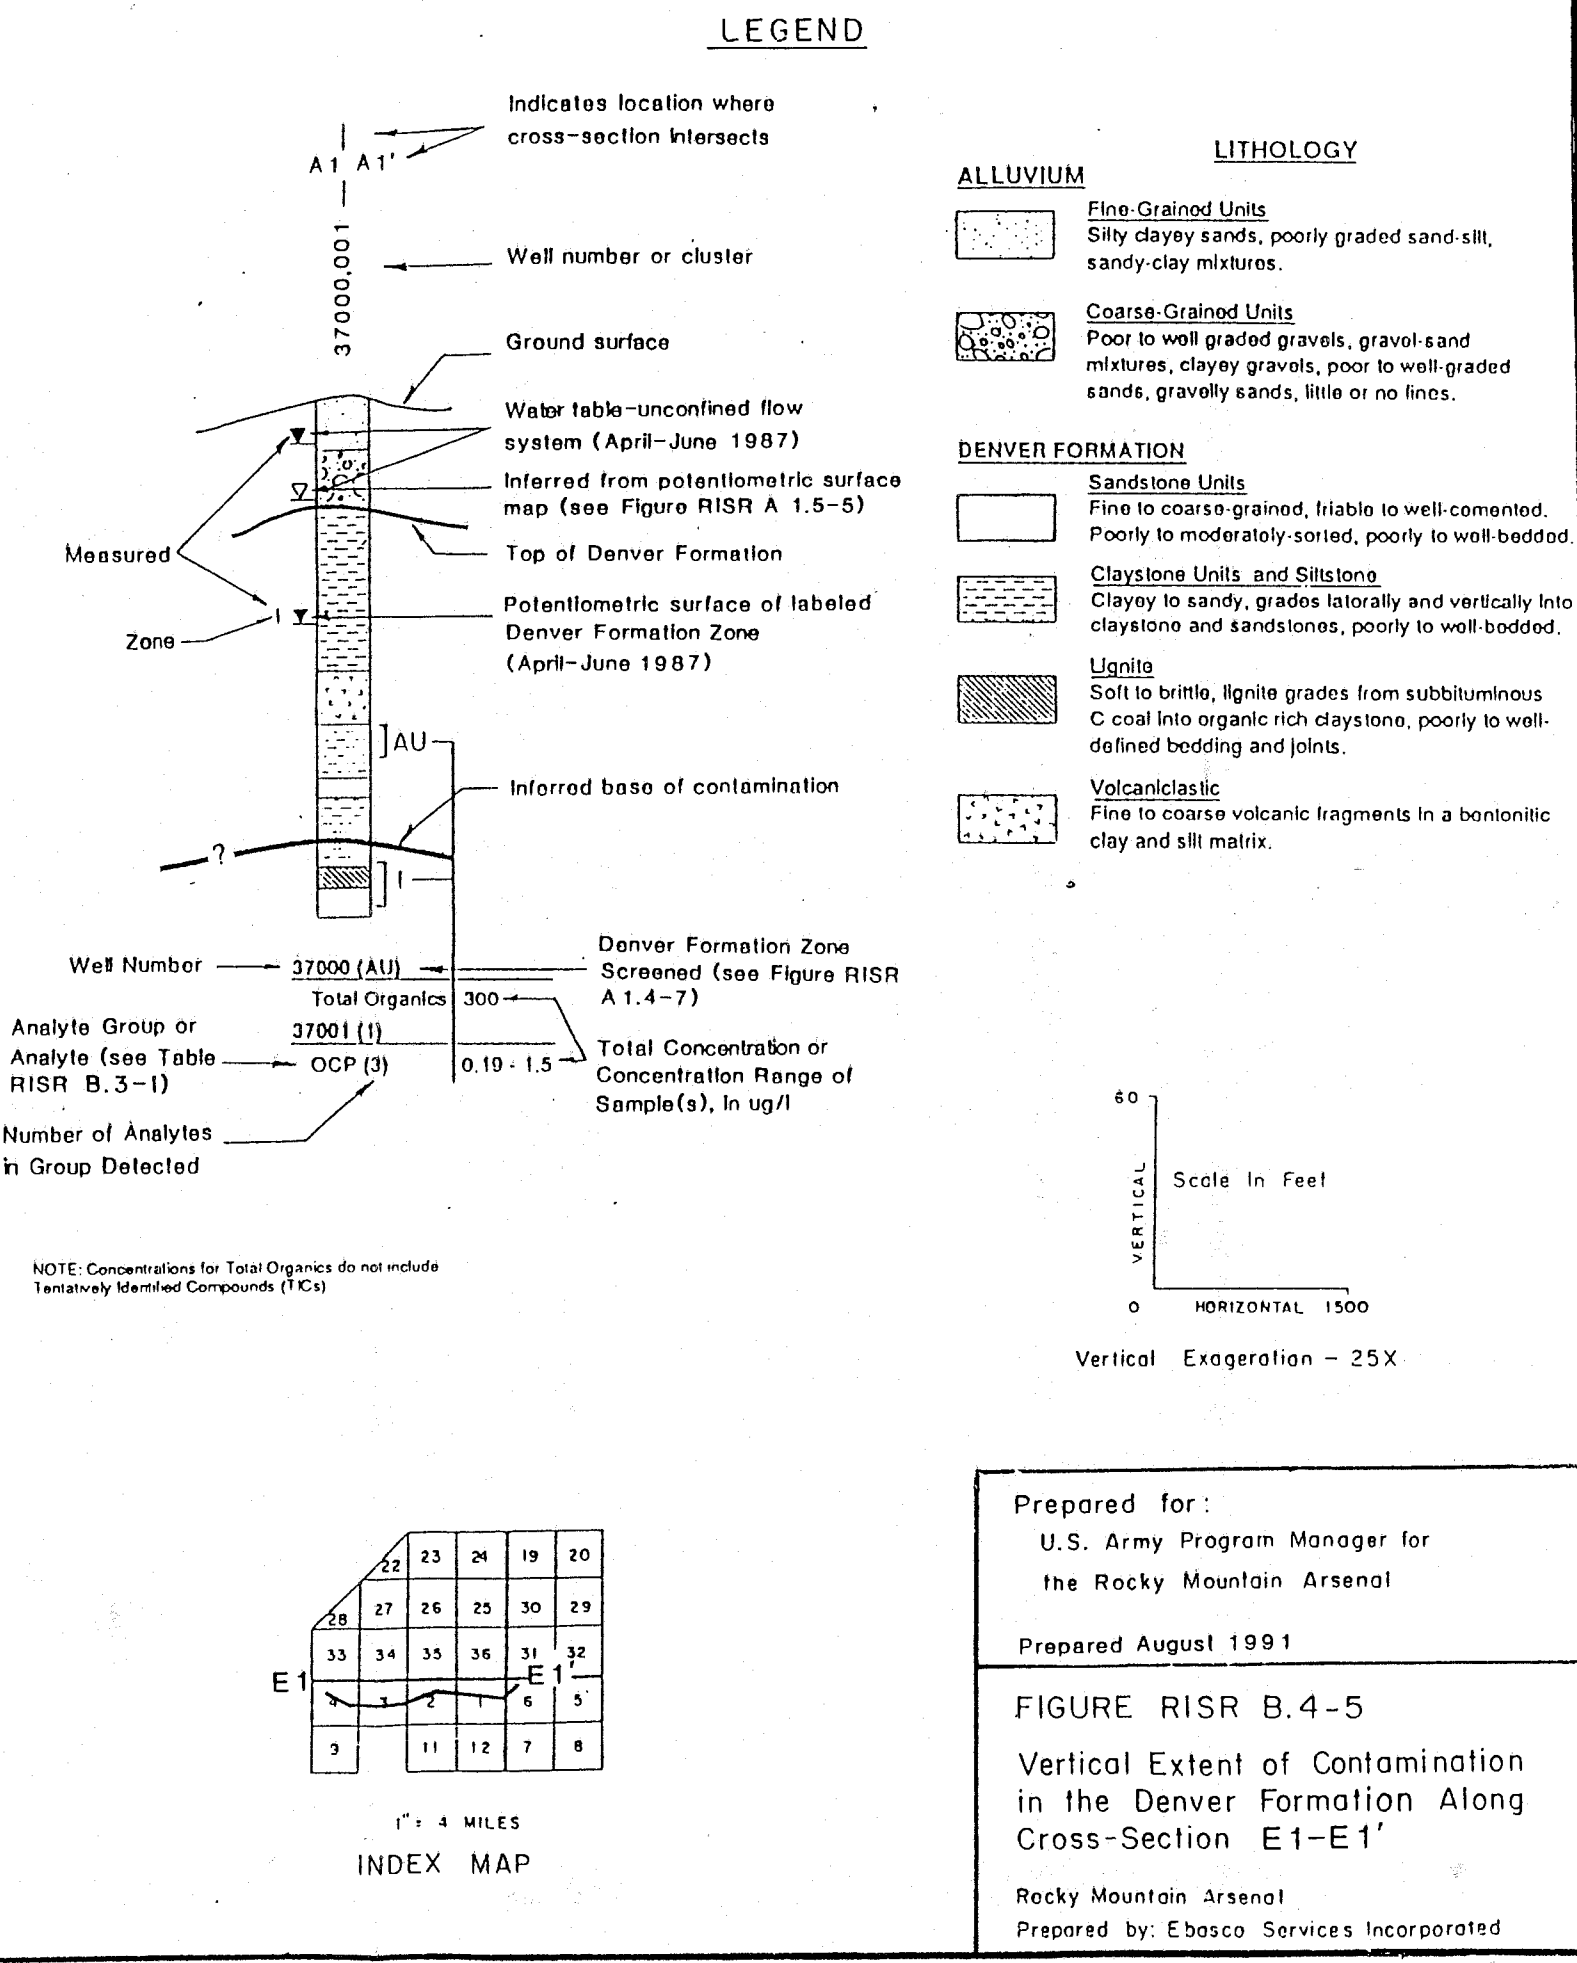 LEGEND
Indicates location where
cross-section intersects
A1 A1'
37000,001
Well number or cluster
Ground surface
Water table-unconfined flow
system (April-June 1987)
Inferred from potentiometric surface
map (see Figure RISR A 1.5-5)
Top of Denver Formation
Measured
I
Zone
Potentiometric surface of labeled
Denver Formation Zone
(April-June 1987)
AU
Inferred base of contamination
?
I
Well Number
37000 (AU)
Total Organics 300
37001 (1)
OCP (3) 0.19 - 1.5
Denver Formation Zone
Screened (see Figure RISR
A 1.4-7)
Analyte Group or
Analyte (see Table
RISR B.3-1)
Total Concentration or
Concentration Range of
Sample(s), In ug/l
Number of Analytes
in Group Detected
NOTE: Concentrations for Total Organics do not include
Tentatively Identified Compounds (TICs)
LITHOLOGY
ALLUVIUM
Fine-Grained Units
Silty clayey sands, poorly graded sand-silt,
sandy-clay mixtures.
Coarse-Grained Units
Poor to well graded gravels, gravel-sand
mixtures, clayey gravels, poor to well-graded
sands, gravelly sands, little or no fines.
DENVER FORMATION
Sandstone Units
Fine to coarse-grained, friable to well-cemented.
Poorly to moderately-sorted, poorly to well-bedded.
Claystone Units and Siltstone
Clayey to sandy, grades laterally and vertically Into
claystone and sandstones, poorly to well-bedded.
Lignite
Soft to brittle, lignite grades from subbituminous
C coal Into organic rich claystone, poorly to well-
defined bedding and joints.
Volcaniclastic
Fine to coarse volcanic fragments In a bentonitic
clay and silt matrix.
60
VERTICAL
Scale In Feet
0 HORIZONTAL 1500
Vertical Exageration - 25X
22 23 24 19 20
28 27 26 25 30 29
33 34 35 36 31 32
E1 E1'
4 3 2 1 6 5
9 11 12 7 8
1" = 4 MILES
INDEX MAP
Prepared for:
U.S. Army Program Manager for
the Rocky Mountain Arsenal
Prepared August 1991
FIGURE RISR B.4-5
Vertical Extent of Contamination
in the Denver Formation Along
Cross-Section E1-E1'
Rocky Mountain Arsenal
Prepared by: Ebasco Services Incorporated